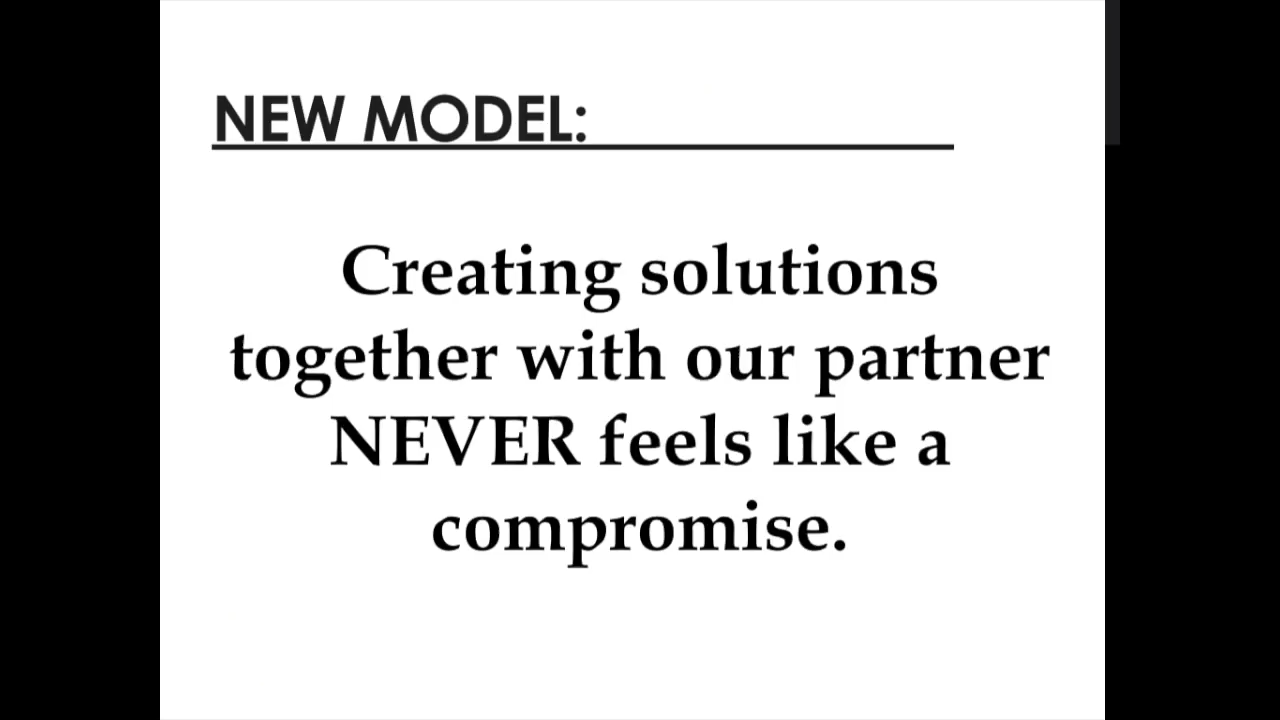 NEW MODEL:
Creating solutions
together with our partner
NEVER feels like a
compromise.